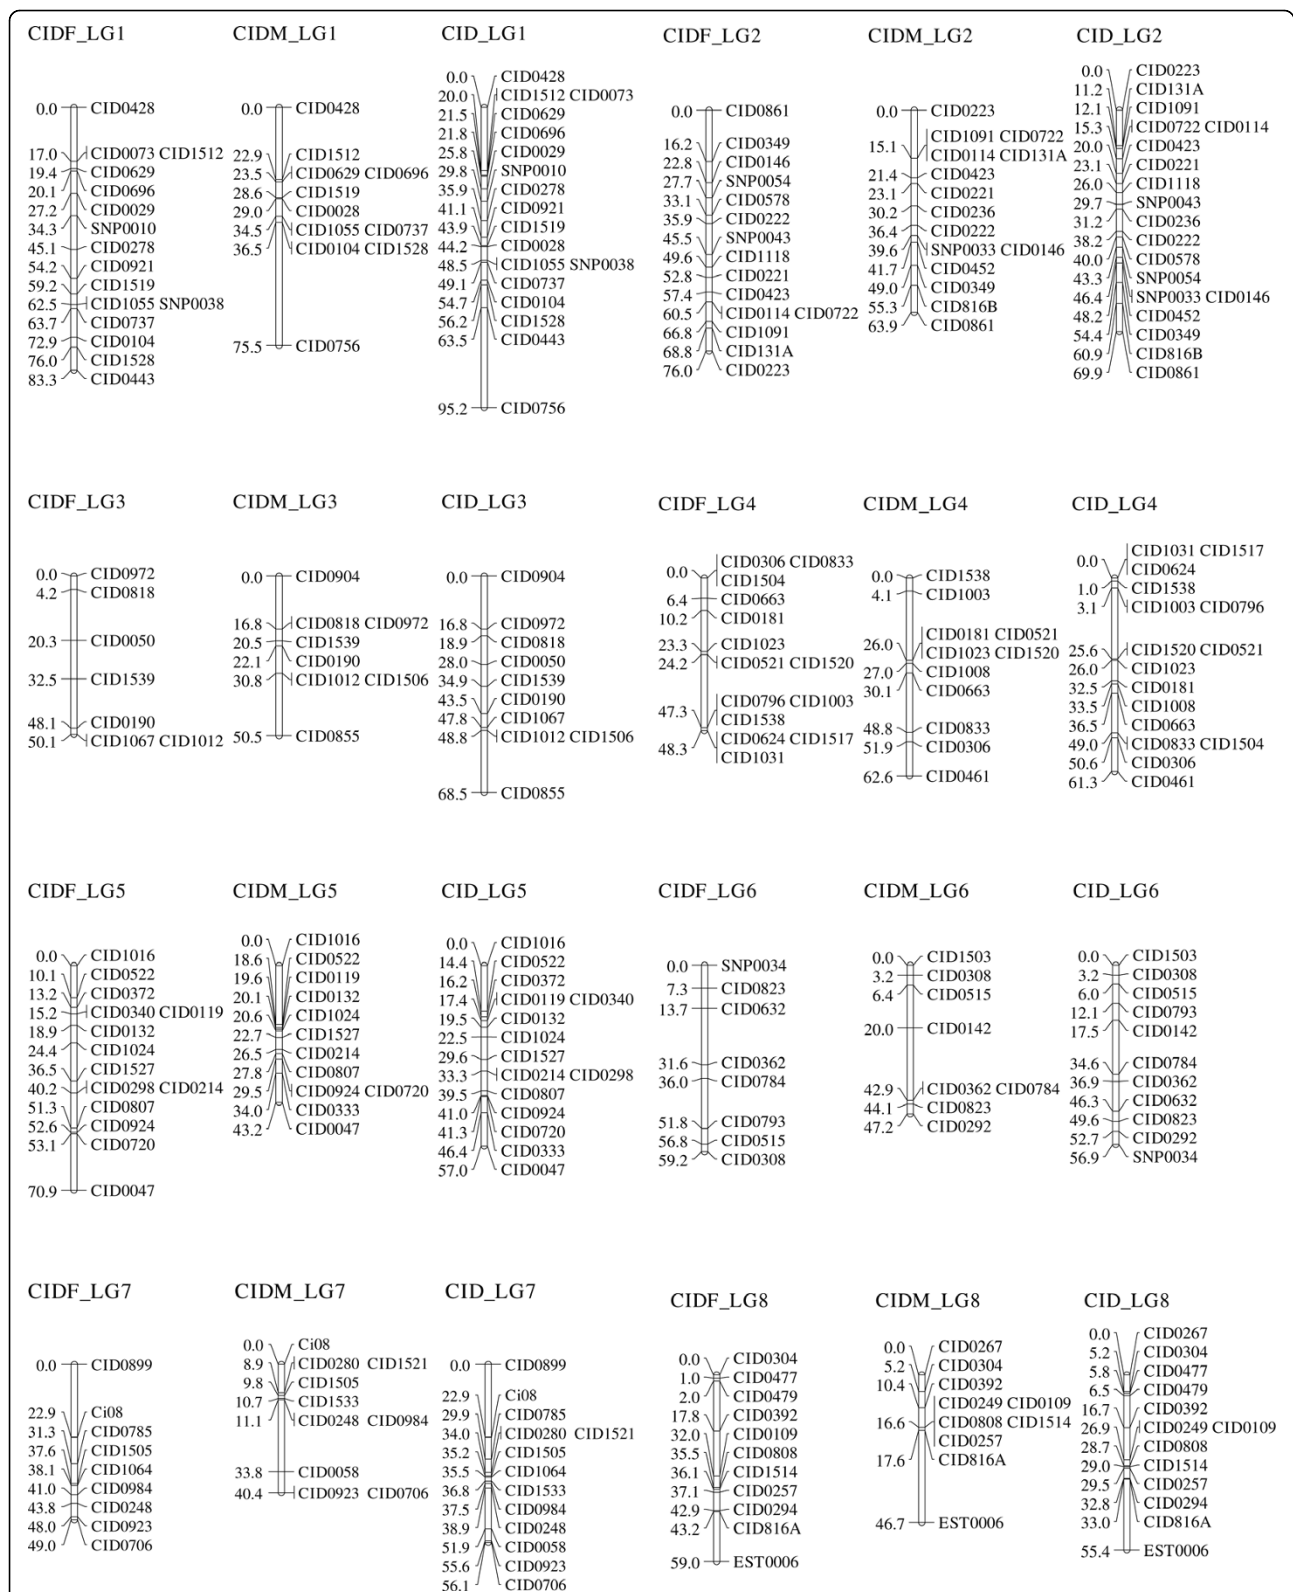 CIDF_LG1
0.0 CID0428
17.0 CID0073 CID1512
19.4 CID0629
20.1 CID0696
27.2 CID0029
34.3 SNP0010
45.1 CID0278
54.2 CID0921
59.2 CID1519
62.5 CID1055 SNP0038
63.7 CID0737
72.9 CID0104
76.0 CID1528
83.3 CID0443
CIDM_LG1
0.0 CID0428
22.9 CID1512
23.5 CID0629 CID0696
28.6 CID1519
29.0 CID0028
34.5 CID1055 CID0737
36.5 CID0104 CID1528
75.5 CID0756
CID_LG1
0.0 CID0428
20.0 CID1512 CID0073
21.5 CID0629
21.8 CID0696
25.8 CID0029
29.8 SNP0010
35.9 CID0278
41.1 CID0921
43.9 CID1519
44.2 CID0028
48.5 CID1055 SNP0038
49.1 CID0737
54.7 CID0104
56.2 CID1528
63.5 CID0443
95.2 CID0756
CIDF_LG2
0.0 CID0861
16.2 CID0349
22.8 CID0146
27.7 SNP0054
33.1 CID0578
35.9 CID0222
45.5 SNP0043
49.6 CID1118
52.8 CID0221
57.4 CID0423
60.5 CID0114 CID0722
66.8 CID1091
68.8 CID131A
76.0 CID0223
CIDM_LG2
0.0 CID0223
15.1 CID1091 CID0722
CID0114 CID131A
21.4 CID0423
23.1 CID0221
30.2 CID0236
36.4 CID0222
39.6 SNP0033 CID0146
41.7 CID0452
49.0 CID0349
55.3 CID816B
63.9 CID0861
CID_LG2
0.0 CID0223
11.2 CID131A
12.1 CID1091
15.3 CID0722 CID0114
20.0 CID0423
23.1 CID0221
26.0 CID1118
29.7 SNP0043
31.2 CID0236
38.2 CID0222
40.0 CID0578
43.3 SNP0054
46.4 SNP0033 CID0146
48.2 CID0452
54.4 CID0349
60.9 CID816B
69.9 CID0861
CIDF_LG3
0.0 CID0972
4.2 CID0818
20.3 CID0050
32.5 CID1539
48.1 CID0190
50.1 CID1067 CID1012
CIDM_LG3
0.0 CID0904
16.8 CID0818 CID0972
20.5 CID1539
22.1 CID0190
30.8 CID1012 CID1506
50.5 CID0855
CID_LG3
0.0 CID0904
16.8 CID0972
18.9 CID0818
28.0 CID0050
34.9 CID1539
43.5 CID0190
47.8 CID1067
48.8 CID1012 CID1506
68.5 CID0855
CIDF_LG4
0.0 CID0306 CID0833
CID1504
6.4 CID0663
10.2 CID0181
23.3 CID1023
24.2 CID0521 CID1520
47.3 CID0796 CID1003
CID1538
48.3 CID0624 CID1517
CID1031
CIDM_LG4
0.0 CID1538
4.1 CID1003
26.0 CID0181 CID0521
CID1023 CID1520
27.0 CID1008
30.1 CID0663
48.8 CID0833
51.9 CID0306
62.6 CID0461
CID_LG4
0.0 CID1031 CID1517
CID0624
1.0 CID1538
3.1 CID1003 CID0796
25.6 CID1520 CID0521
26.0 CID1023
32.5 CID0181
33.5 CID1008
36.5 CID0663
49.0 CID0833 CID1504
50.6 CID0306
61.3 CID0461
CIDF_LG5
0.0 CID1016
10.1 CID0522
13.2 CID0372
15.2 CID0340 CID0119
18.9 CID0132
24.4 CID1024
36.5 CID1527
40.2 CID0298 CID0214
51.3 CID0807
52.6 CID0924
53.1 CID0720
70.9 CID0047
CIDM_LG5
0.0 CID1016
18.6 CID0522
19.6 CID0119
20.1 CID0132
20.6 CID1024
22.7 CID1527
26.5 CID0214
27.8 CID0807
29.5 CID0924 CID0720
34.0 CID0333
43.2 CID0047
CID_LG5
0.0 CID1016
14.4 CID0522
16.2 CID0372
17.4 CID0119 CID0340
19.5 CID0132
22.5 CID1024
29.6 CID1527
33.3 CID0214 CID0298
39.5 CID0807
41.0 CID0924
41.3 CID0720
46.4 CID0333
57.0 CID0047
CIDF_LG6
0.0 SNP0034
7.3 CID0823
13.7 CID0632
31.6 CID0362
36.0 CID0784
51.8 CID0793
56.8 CID0515
59.2 CID0308
CIDM_LG6
0.0 CID1503
3.2 CID0308
6.4 CID0515
20.0 CID0142
42.9 CID0362 CID0784
44.1 CID0823
47.2 CID0292
CID_LG6
0.0 CID1503
3.2 CID0308
6.0 CID0515
12.1 CID0793
17.5 CID0142
34.6 CID0784
36.9 CID0362
46.3 CID0632
49.6 CID0823
52.7 CID0292
56.9 SNP0034
CIDF_LG7
0.0 CID0899
22.9 Ci08
31.3 CID0785
37.6 CID1505
38.1 CID1064
41.0 CID0984
43.8 CID0248
48.0 CID0923
49.0 CID0706
CIDM_LG7
0.0 Ci08
8.9 CID0280 CID1521
9.8 CID1505
10.7 CID1533
11.1 CID0248 CID0984
33.8 CID0058
40.4 CID0923 CID0706
CID_LG7
0.0 CID0899
22.9 Ci08
29.9 CID0785
34.0 CID0280 CID1521
35.2 CID1505
35.5 CID1064
36.8 CID1533
37.5 CID0984
38.9 CID0248
51.9 CID0058
55.6 CID0923
56.1 CID0706
CIDF_LG8
0.0 CID0304
1.0 CID0477
2.0 CID0479
17.8 CID0392
32.0 CID0109
35.5 CID0808
36.1 CID1514
37.1 CID0257
42.9 CID0294
43.2 CID816A
59.0 EST0006
CIDM_LG8
0.0 CID0267
5.2 CID0304
10.4 CID0392
CID0249 CID0109
16.6 CID0808 CID1514
CID0257
17.6 CID816A
46.7 EST0006
CID_LG8
0.0 CID0267
5.2 CID0304
5.8 CID0477
6.5 CID0479
16.7 CID0392
26.9 CID0249 CID0109
28.7 CID0808
29.0 CID1514
29.5 CID0257
32.8 CID0294
33.0 CID816A
55.4 EST0006